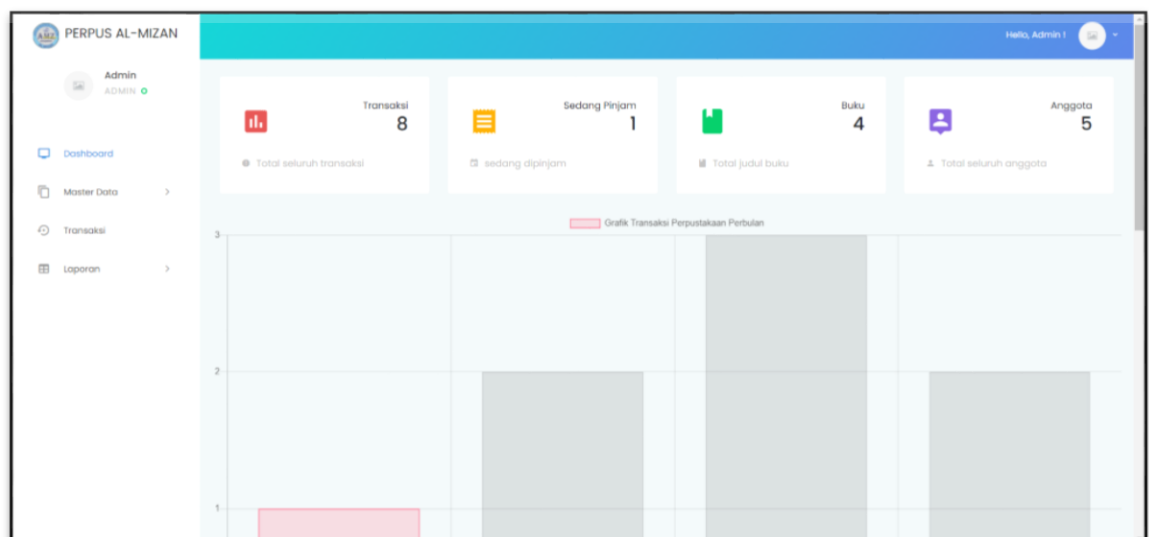 PERPUS AL-MIZAN
Hello, Admin !
Admin
ADMIN
Dashboard
Master Data
Transaksi
Laporan
Transaksi
8
Total seluruh transaksi
Sedang Pinjam
1
sedang dipinjam
Buku
4
Total judul buku
Anggota
5
Total seluruh anggota
Grafik Transaksi Perpustakaan Perbulan
3
2
1